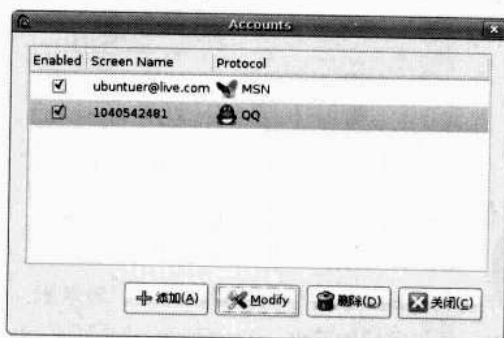 Accounts
Enabled Screen Name Protocol
ubuntuer@live.com MSN
1040542481 QQ
添加(A) Modify 删除(D) 关闭(C)